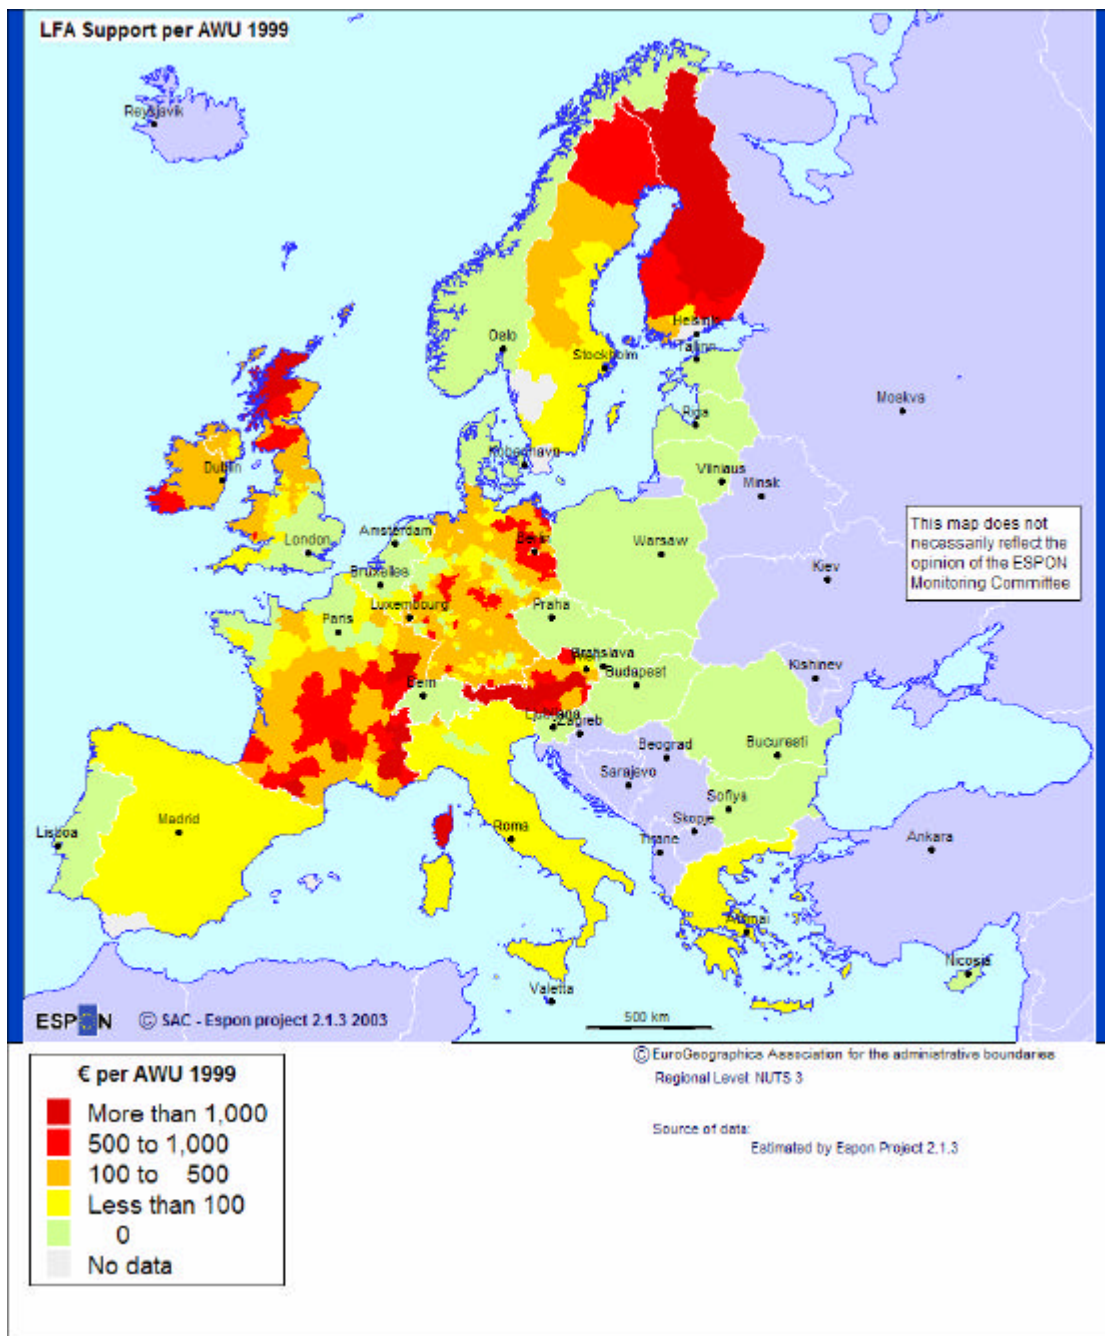 LFA Support per AWU 1999
Reykjavik
Oslo
Stockholm
Helsinki
Tallinn
Moskva
Riga
Dublin
Kobenhavn
Vilnius
Minsk
This map does not
necessarily reflect the
opinion of the ESPON
Monitoring Committee
London
Amsterdam
Berlin
Warsaw
Kiev
Bruxelles
Luxembourg
Praha
Paris
Bratislava
Budapest
Kishinev
Bern
Ljubljana
Zagreb
Beograd
Bucuresti
Sarajevo
Sofiya
Lisboa
Madrid
Roma
Skopje
Tirane
Ankara
Athinai
Nicosia
Valetta
ESPON © SAC - Espon project 2.1.3 2003
500 km
© EuroGeographics Association for the administrative boundaries
Regional Level: NUTS 3
Source of data:
Estimated by Espon Project 2.1.3
€ per AWU 1999
More than 1,000
500 to 1,000
100 to 500
Less than 100
0
No data